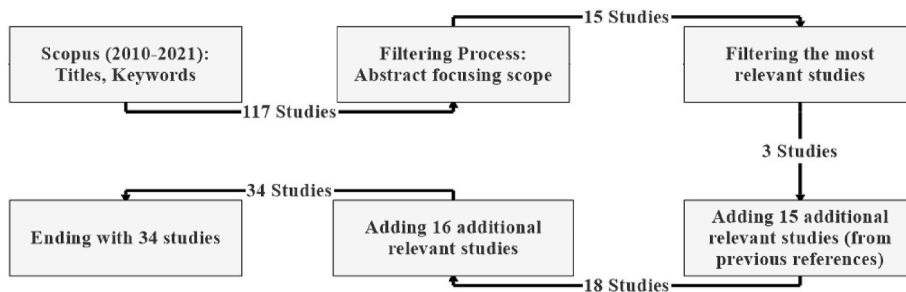 Scopus (2010-2021):
Titles, Keywords
117 Studies
Filtering Process:
Abstract focusing scope
15 Studies
Filtering the most
relevant studies
3 Studies
Adding 15 additional
relevant studies (from
previous references)
18 Studies
Adding 16 additional
relevant studies
34 Studies
Ending with 34 studies